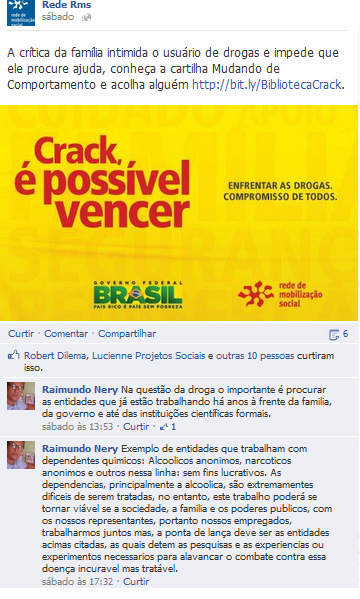 Rede Rms
rede de
mobilização
social
sábado
A crítica da família intimida o usuário de drogas e impede que
ele procure ajuda, conheça a cartilha Mudando de
Comportamento e acolha alguém http://bit.ly/BibliotecaCrack.
CUIDADO APOIO
FAMÍLIA
SEGURANÇA
Crack,
é possível
vencer
ENFRENTAR AS DROGAS.
COMPROMISSO DE TODOS.
GOVERNO FEDERAL
BRASIL
PAÍS RICO É PAÍS SEM POBREZA
rede de
mobilização
social
Curtir · Comentar · Compartilhar 6
Robert Dilema, Lucienne Projetos Sociais e outras 10 pessoas curtiram
isso.
Raimundo Nery Na questão da droga o importante é procurar
as entidades que já estão trabalhando há anos à frente da familia,
da governo e até das instituições científicas formais.
sábado às 13:53 · Curtir · 1
Raimundo Nery Exemplo de entidades que trabalham com
dependentes quimicos: Alcoolicos anonimos, narcoticos
anonimos e outros nessa linha: sem fins lucrativos. As
dependencias, principalmente a alcoolica, são extremamentes
dificeis de serem tratadas, no entanto, este trabalho poderá se
tornar viável se a sociedade, a familia e os poderes publicos, com
os nossos representantes, portanto nossos empregados,
trabalharmos juntos mas, a ponta de lança deve ser as entidades
acimas citadas, as quais detem as pesquisas e as experiencias ou
experimentos necessarios para alavancar o combate contra essa
doença incuravel mas tratável.
sábado às 17:32 · Curtir